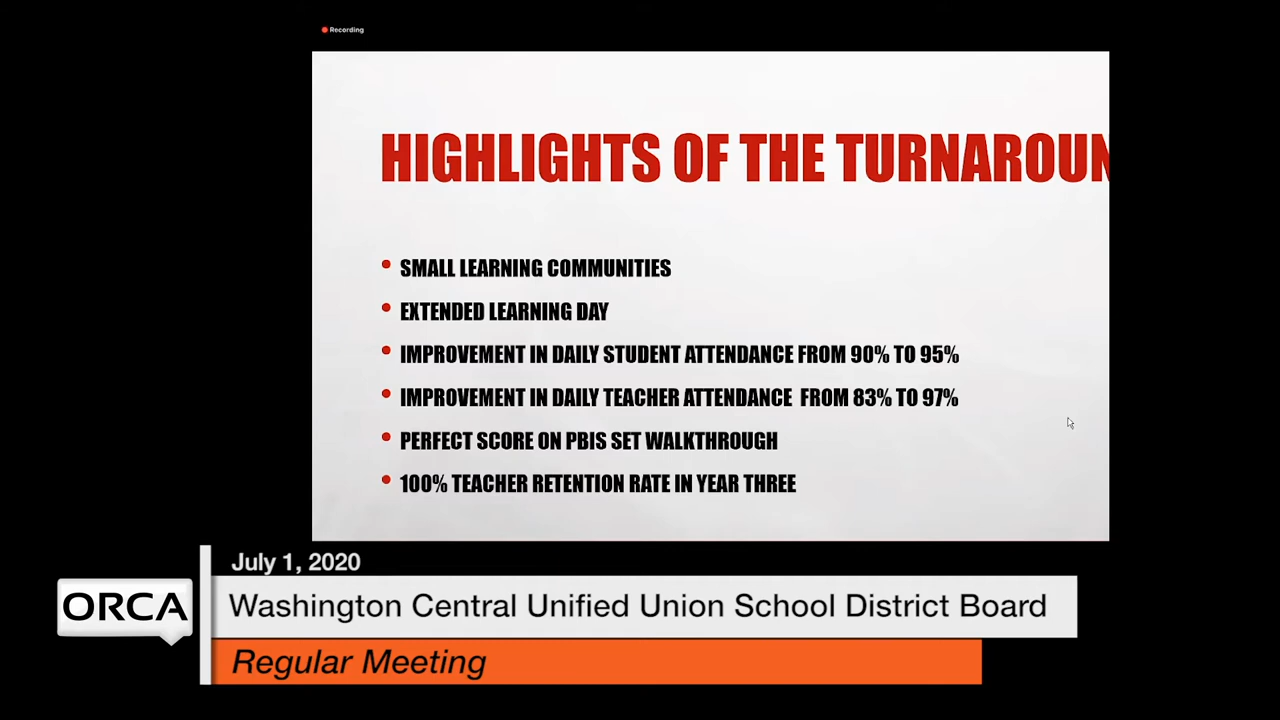 Recording
HIGHLIGHTS OF THE TURNAROUN
• SMALL LEARNING COMMUNITIES
• EXTENDED LEARNING DAY
• IMPROVEMENT IN DAILY STUDENT ATTENDANCE FROM 90% TO 95%
• IMPROVEMENT IN DAILY TEACHER ATTENDANCE FROM 83% TO 97%
• PERFECT SCORE ON PBIS SET WALKTHROUGH
• 100% TEACHER RETENTION RATE IN YEAR THREE
July 1, 2020
ORCA
Washington Central Unified Union School District Board
Regular Meeting